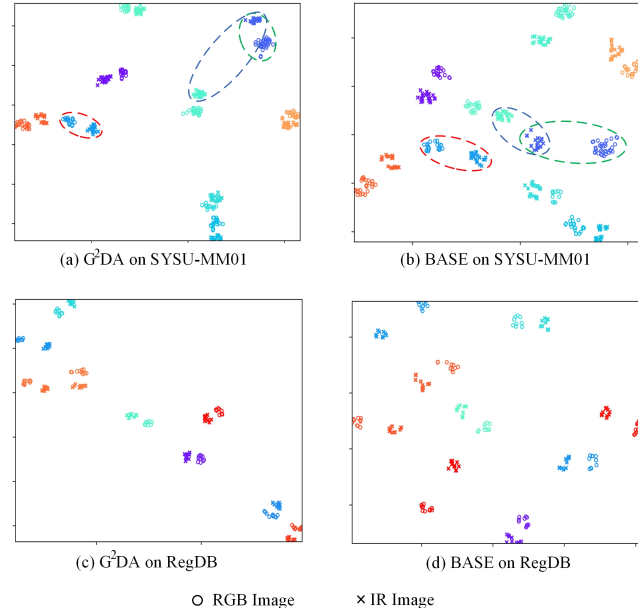 (a) G²DA on SYSU-MM01
(b) BASE on SYSU-MM01
(c) G²DA on RegDB
(d) BASE on RegDB
RGB Image
IR Image